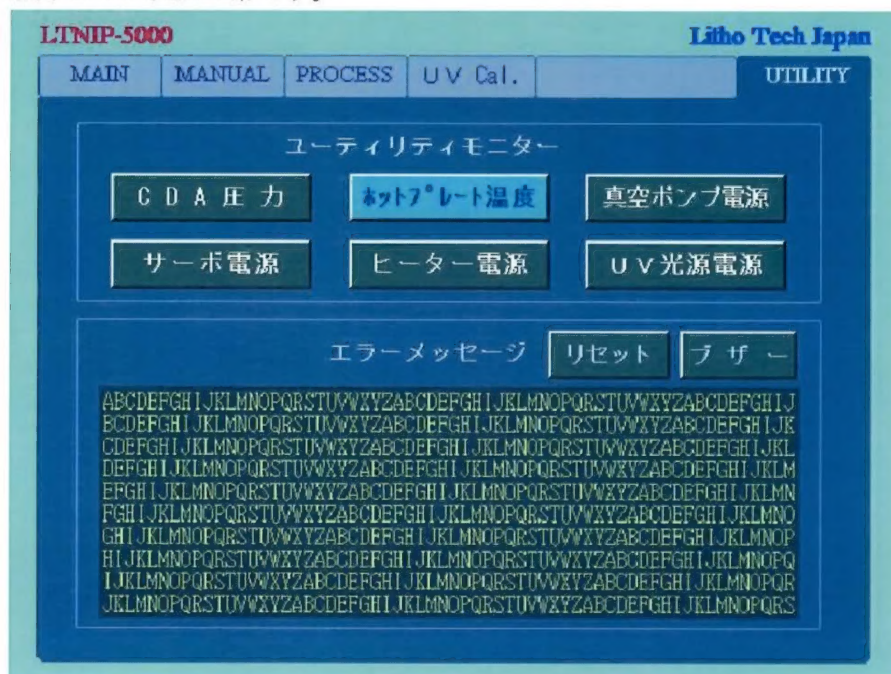 LTNIP-5000 Litho Tech Japan
MAIN MANUAL PROCESS UV Cal. UTILITY
ユーティリティモニター
CDA圧力 ホットプレート温度 真空ポンプ電源
サーボ電源 ヒーター電源 UV光源電源
エラーメッセージ リセット ブザー
ABCDEFGHIJKLMNOPQRSTUVWXYZABCDEFGHIJKLMNOPQRSTUVWXYZABCDEFGHIJ
BCDEFGHIJKLMNOPQRSTUVWXYZABCDEFGHIJKLMNOPQRSTUVWXYZABCDEFGHIJK
CDEFGHIJKLMNOPQRSTUVWXYZABCDEFGHIJKLMNOPQRSTUVWXYZABCDEFGHIJKL
DEFGHIJKLMNOPQRSTUVWXYZABCDEFGHIJKLMNOPQRSTUVWXYZABCDEFGHIJKLM
EFGHIJKLMNOPQRSTUVWXYZABCDEFGHIJKLMNOPQRSTUVWXYZABCDEFGHIJKLMN
FGHIJKLMNOPQRSTUVWXYZABCDEFGHIJKLMNOPQRSTUVWXYZABCDEFGHIJKLMNO
GHIJKLMNOPQRSTUVWXYZABCDEFGHIJKLMNOPQRSTUVWXYZABCDEFGHIJKLMNOP
HIJKLMNOPQRSTUVWXYZABCDEFGHIJKLMNOPQRSTUVWXYZABCDEFGHIJKLMNOPQ
IJKLMNOPQRSTUVWXYZABCDEFGHIJKLMNOPQRSTUVWXYZABCDEFGHIJKLMNOPQR
JKLMNOPQRSTUVWXYZABCDEFGHIJKLMNOPQRSTUVWXYZABCDEFGHIJKLMNOPQRS